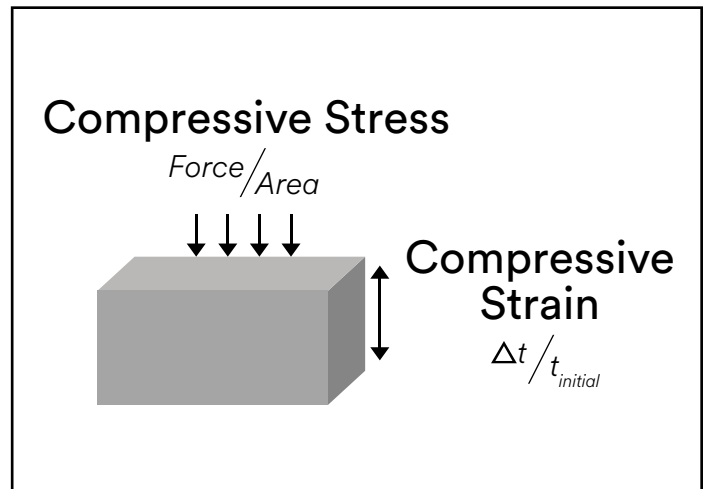 Compressive Stress
Force/Area
Compressive
Strain
Δt/t_initial